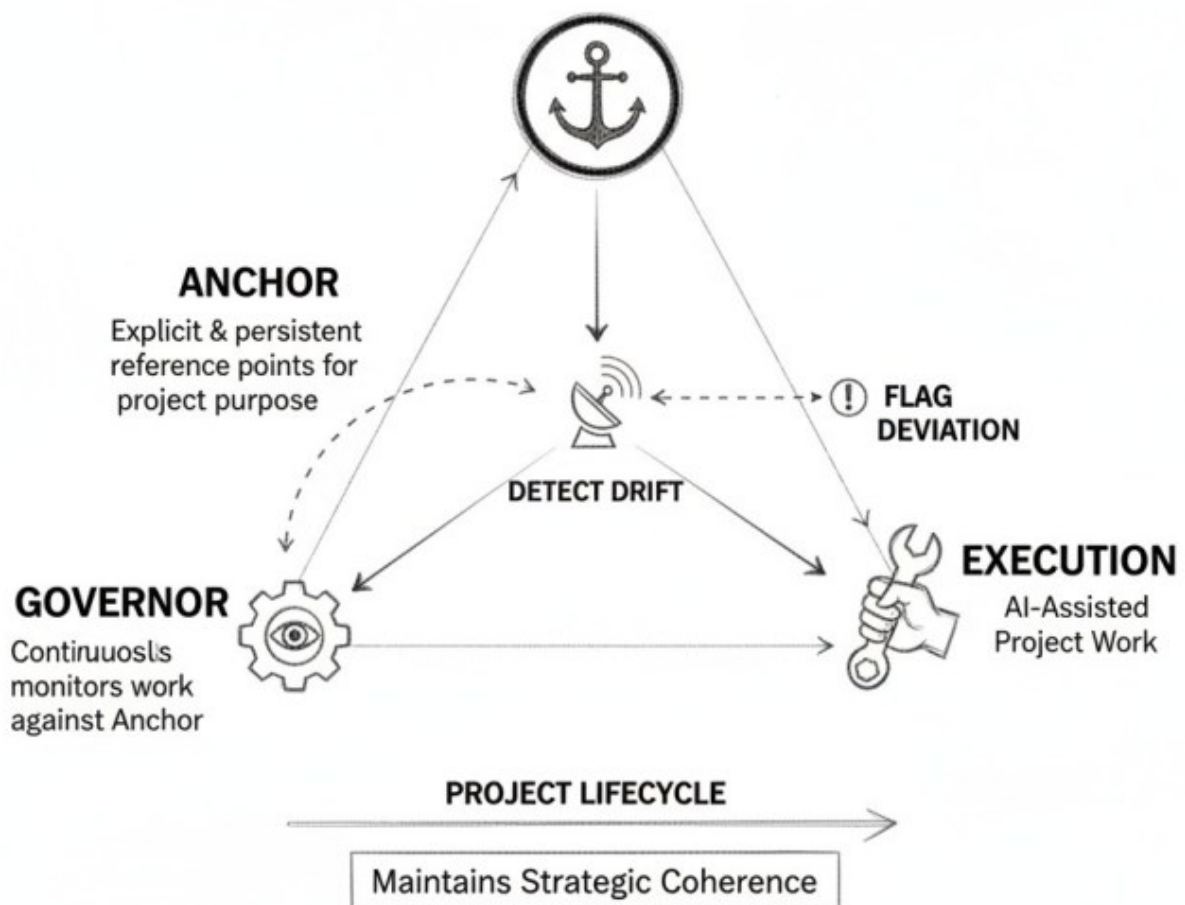 ANCHOR
Explicit & persistent
reference points for
project purpose
FLAG
DEVIATION
DETECT DRIFT
GOVERNOR
monitors work
against Anchor
EXECUTION
AI-Assisted
Project Work
PROJECT LIFECYCLE
Maintains Strategic Coherence